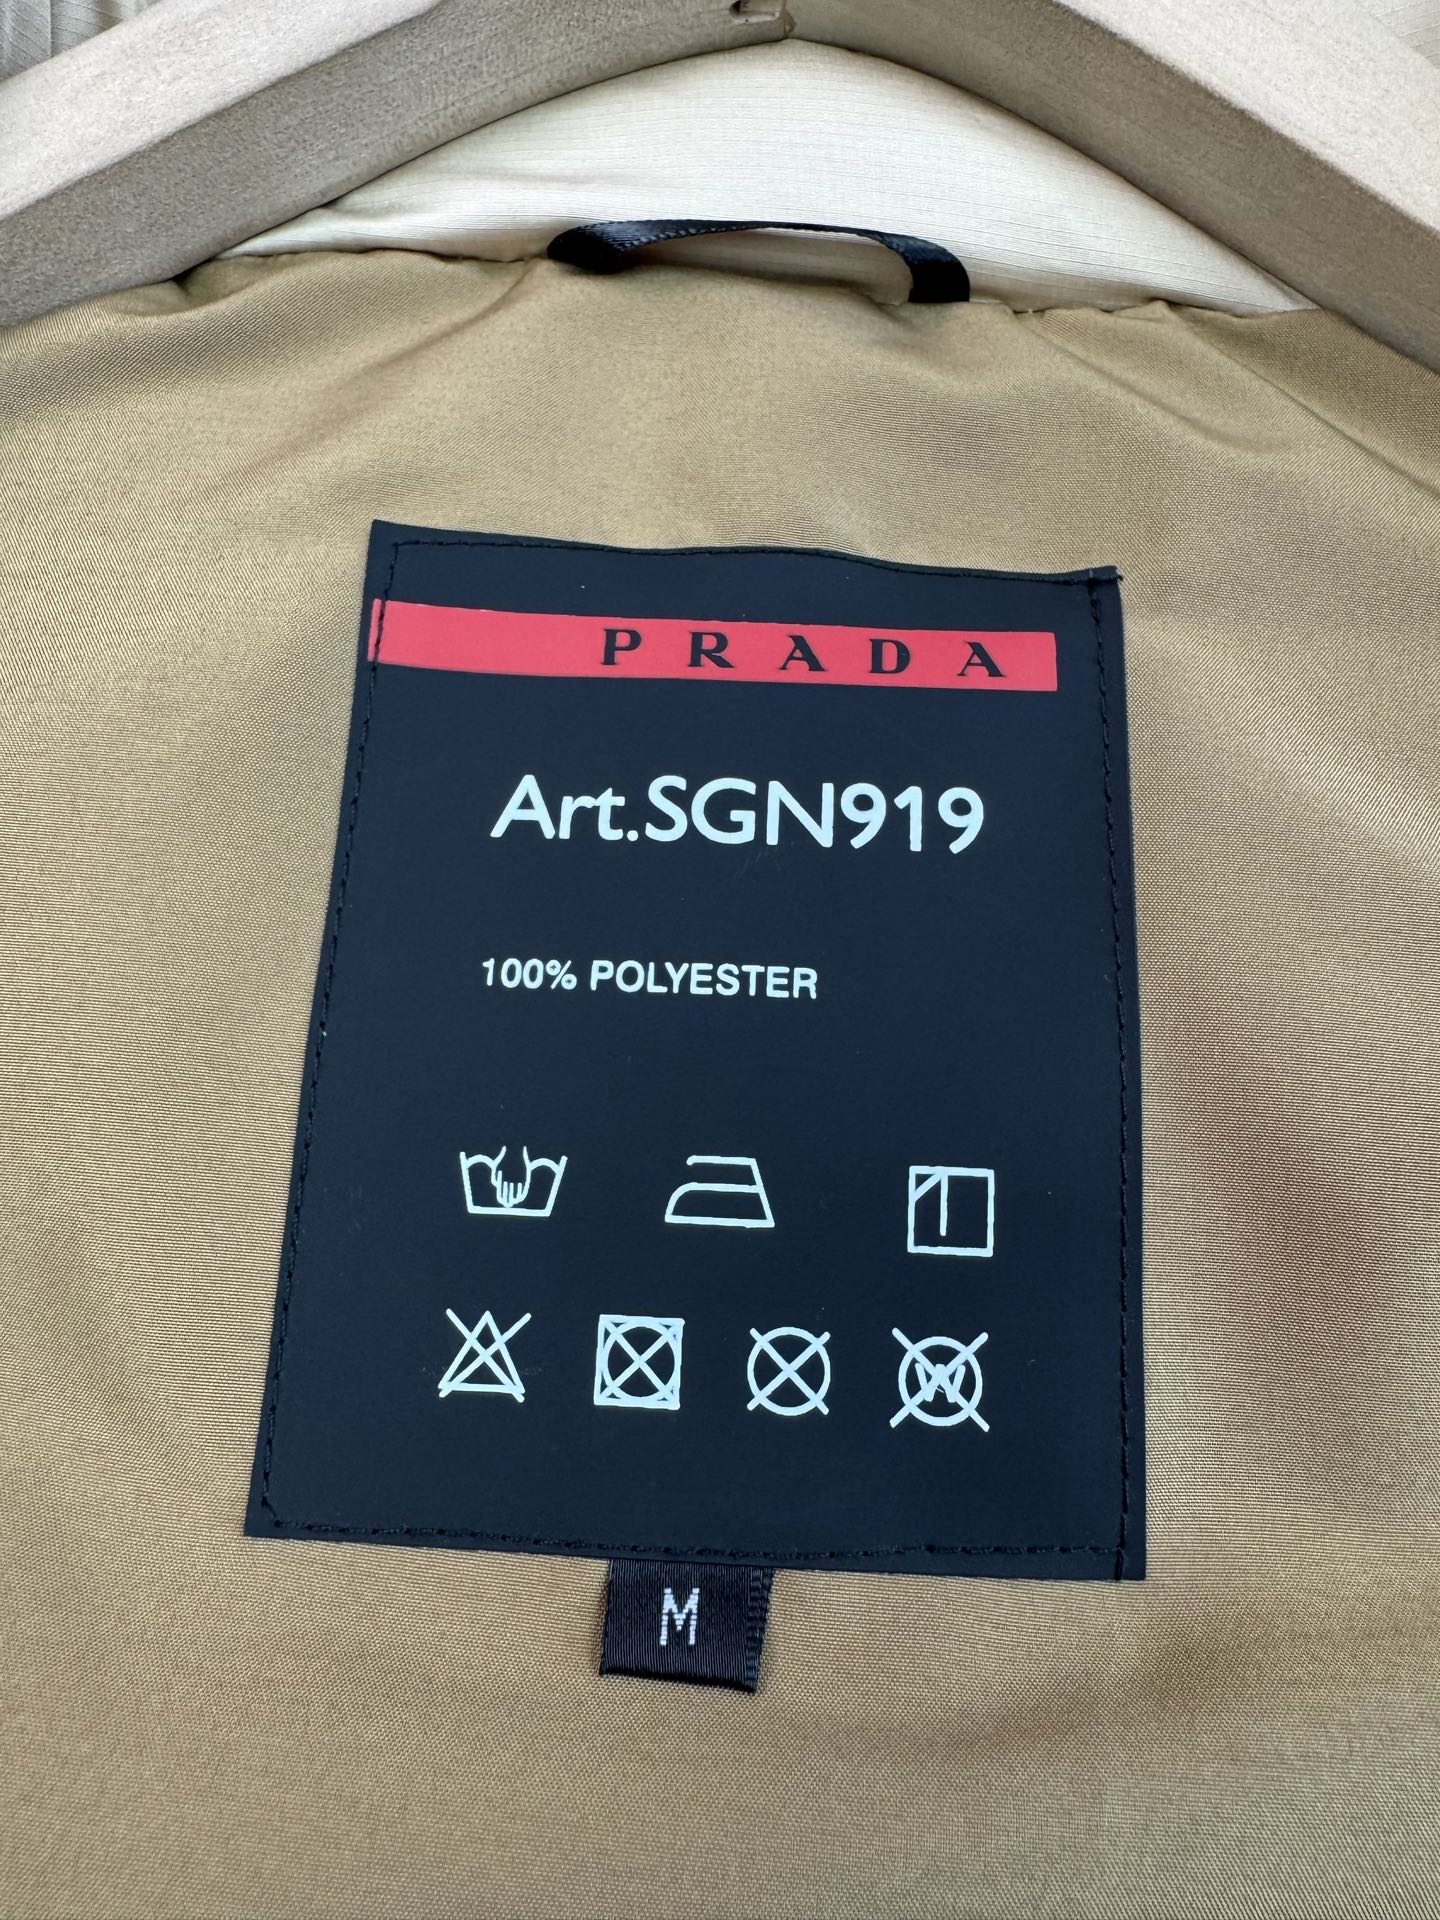 PRADA
Art.SGN919
100% POLYESTER
W
M